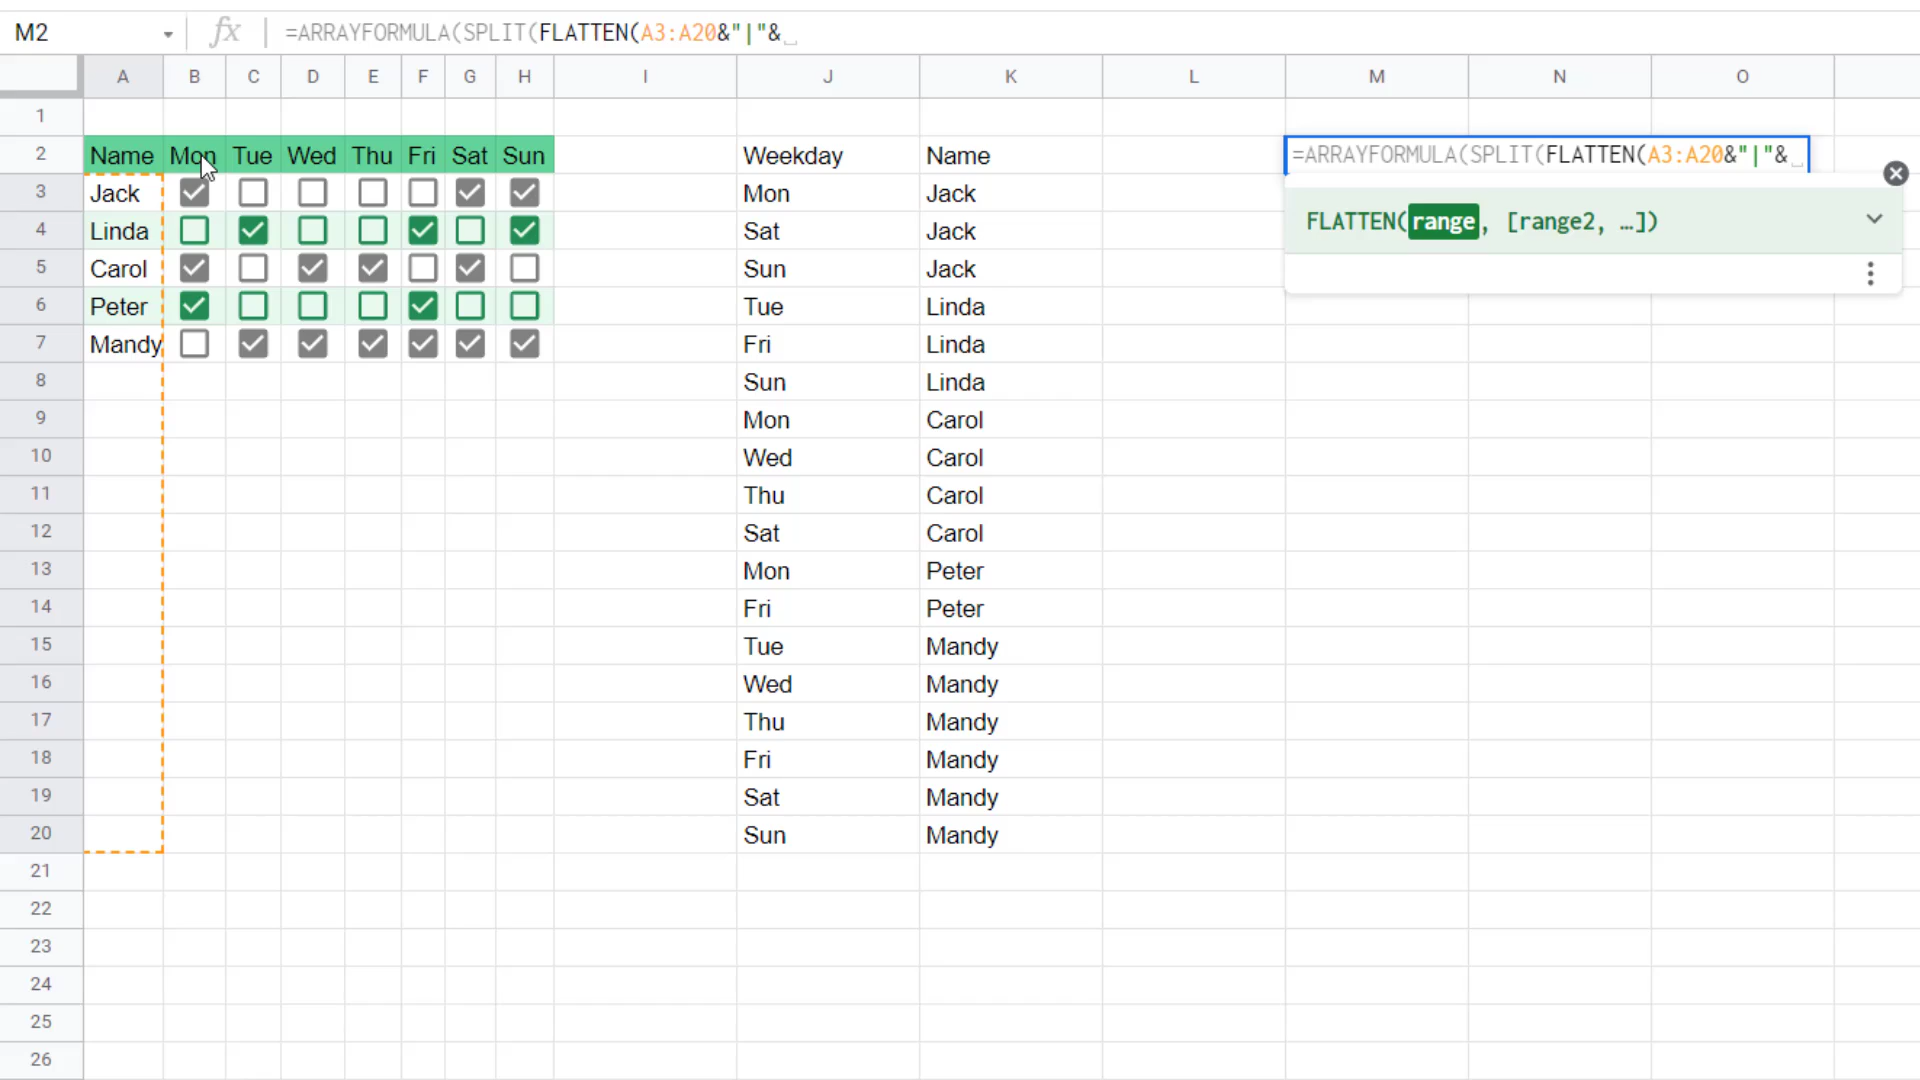 M2 fx =ARRAYFORMULA(SPLIT(FLATTEN(A3:A20&"|"&
A B C D E F G H I J K L M N O
1
2 Name Mon Tue Wed Thu Fri Sat Sun Weekday Name =ARRAYFORMULA(SPLIT(FLATTEN(A3:A20&"|"&
3 Jack Mon Jack
FLATTEN(range, [range2, …])
4 Linda Sat Jack
5 Carol Sun Jack
6 Peter Tue Linda
7 Mandy Fri Linda
8 Sun Linda
9 Mon Carol
10 Wed Carol
11 Thu Carol
12 Sat Carol
13 Mon Peter
14 Fri Peter
15 Tue Mandy
16 Wed Mandy
17 Thu Mandy
18 Fri Mandy
19 Sat Mandy
20 Sun Mandy
21
22
23
24
25
26